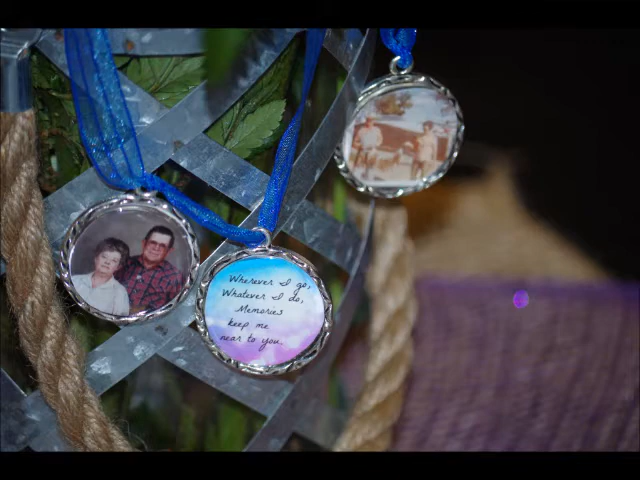 Wherever I go,
Whatever I do,
Memories
keep me
near to you.